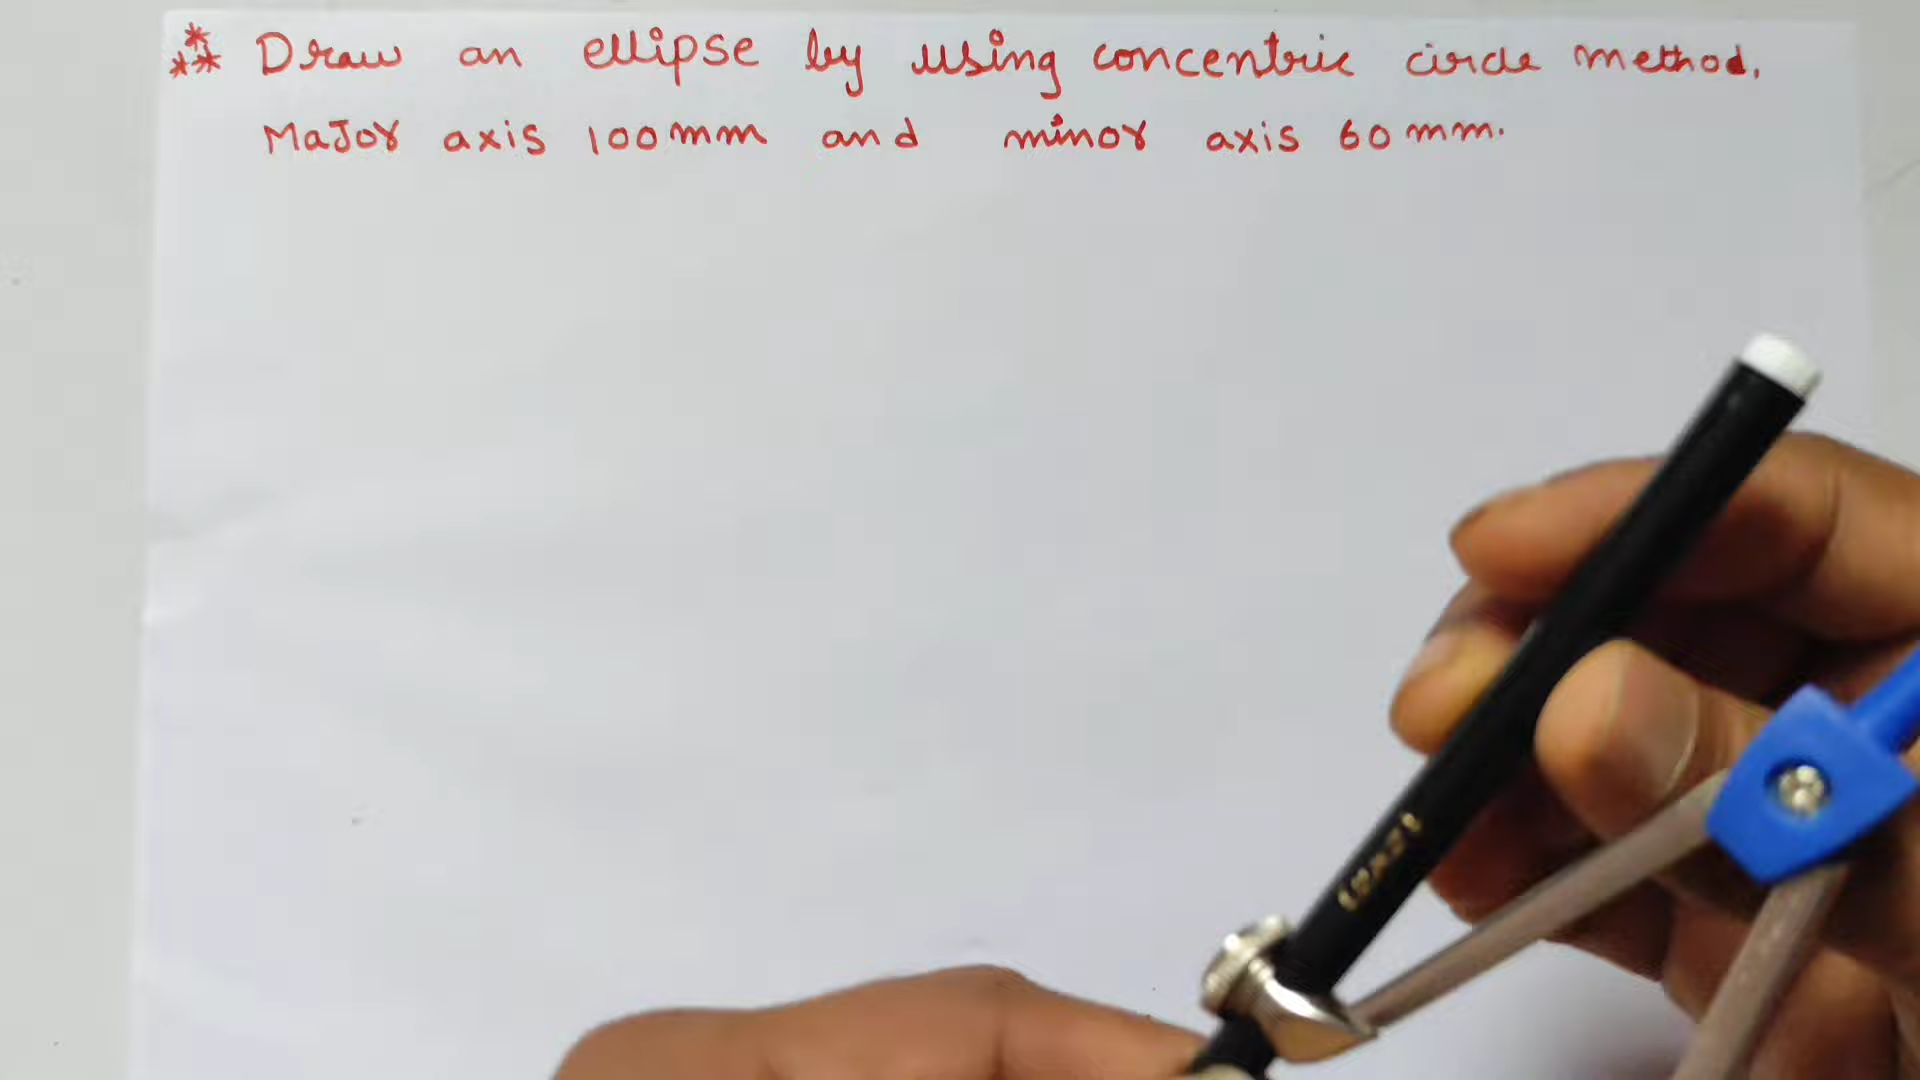 Draw an ellipse by using concentric circle method.
Major axis 100mm and minor axis 60mm.